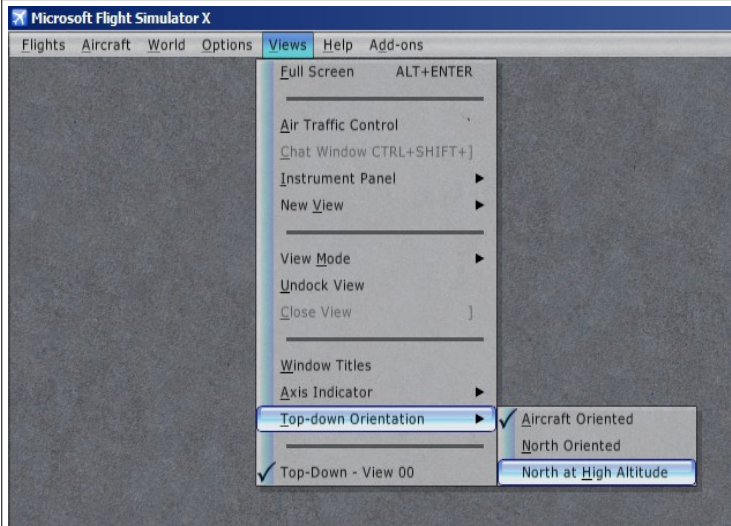 Microsoft Flight Simulator X
Flights Aircraft World Options Views Help Add-ons
Full Screen ALT+ENTER
Air Traffic Control
Chat Window CTRL+SHIFT+]
Instrument Panel
New View
View Mode
Undock View
Close View ]
Window Titles
Axis Indicator
Top-down Orientation
Aircraft Oriented
North Oriented
North at High Altitude
Top-Down - View 00